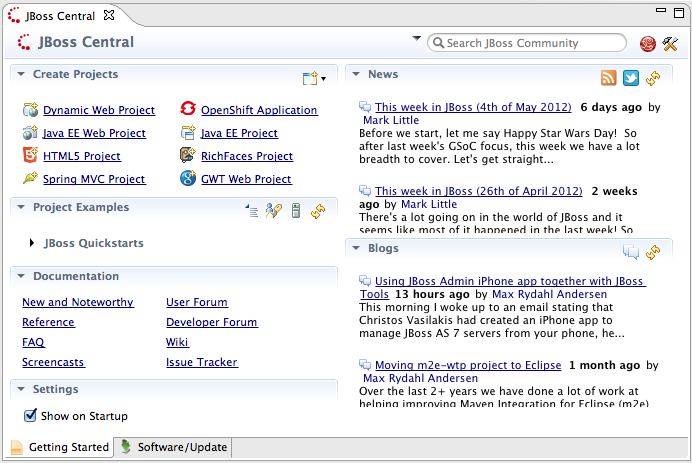 JBoss Central
JBoss Central
Search JBoss Community
Create Projects
Dynamic Web Project
OpenShift Application
Java EE Web Project
Java EE Project
HTML5 Project
RichFaces Project
Spring MVC Project
GWT Web Project
Project Examples
JBoss Quickstarts
Documentation
New and Noteworthy
User Forum
Reference
Developer Forum
FAQ
Wiki
Screencasts
Issue Tracker
Settings
Show on Startup
News
This week in JBoss (4th of May 2012) 6 days ago by
Mark Little
Before we start, let me say Happy Star Wars Day! So
after last week's GSoC focus, this week we have a lot
breadth to cover. Let's get straight...
This week in JBoss (26th of April 2012) 2 weeks
ago by Mark Little
There's a lot going on in the world of JBoss and it
seems like most of it happened in the last week! So
Blogs
Using JBoss Admin iPhone app together with JBoss
Tools 13 hours ago by Max Rydahl Andersen
This morning I woke up to an email stating that
Christos Vasilakis had created an iPhone app to
manage JBoss AS 7 servers from your phone, he...
Moving m2e-wtp project to Eclipse 1 month ago by
Max Rydahl Andersen
Over the last 2+ years we have done a lot of work at
helping improving Maven Integration for Eclipse (m2e)
Getting Started
Software/Update